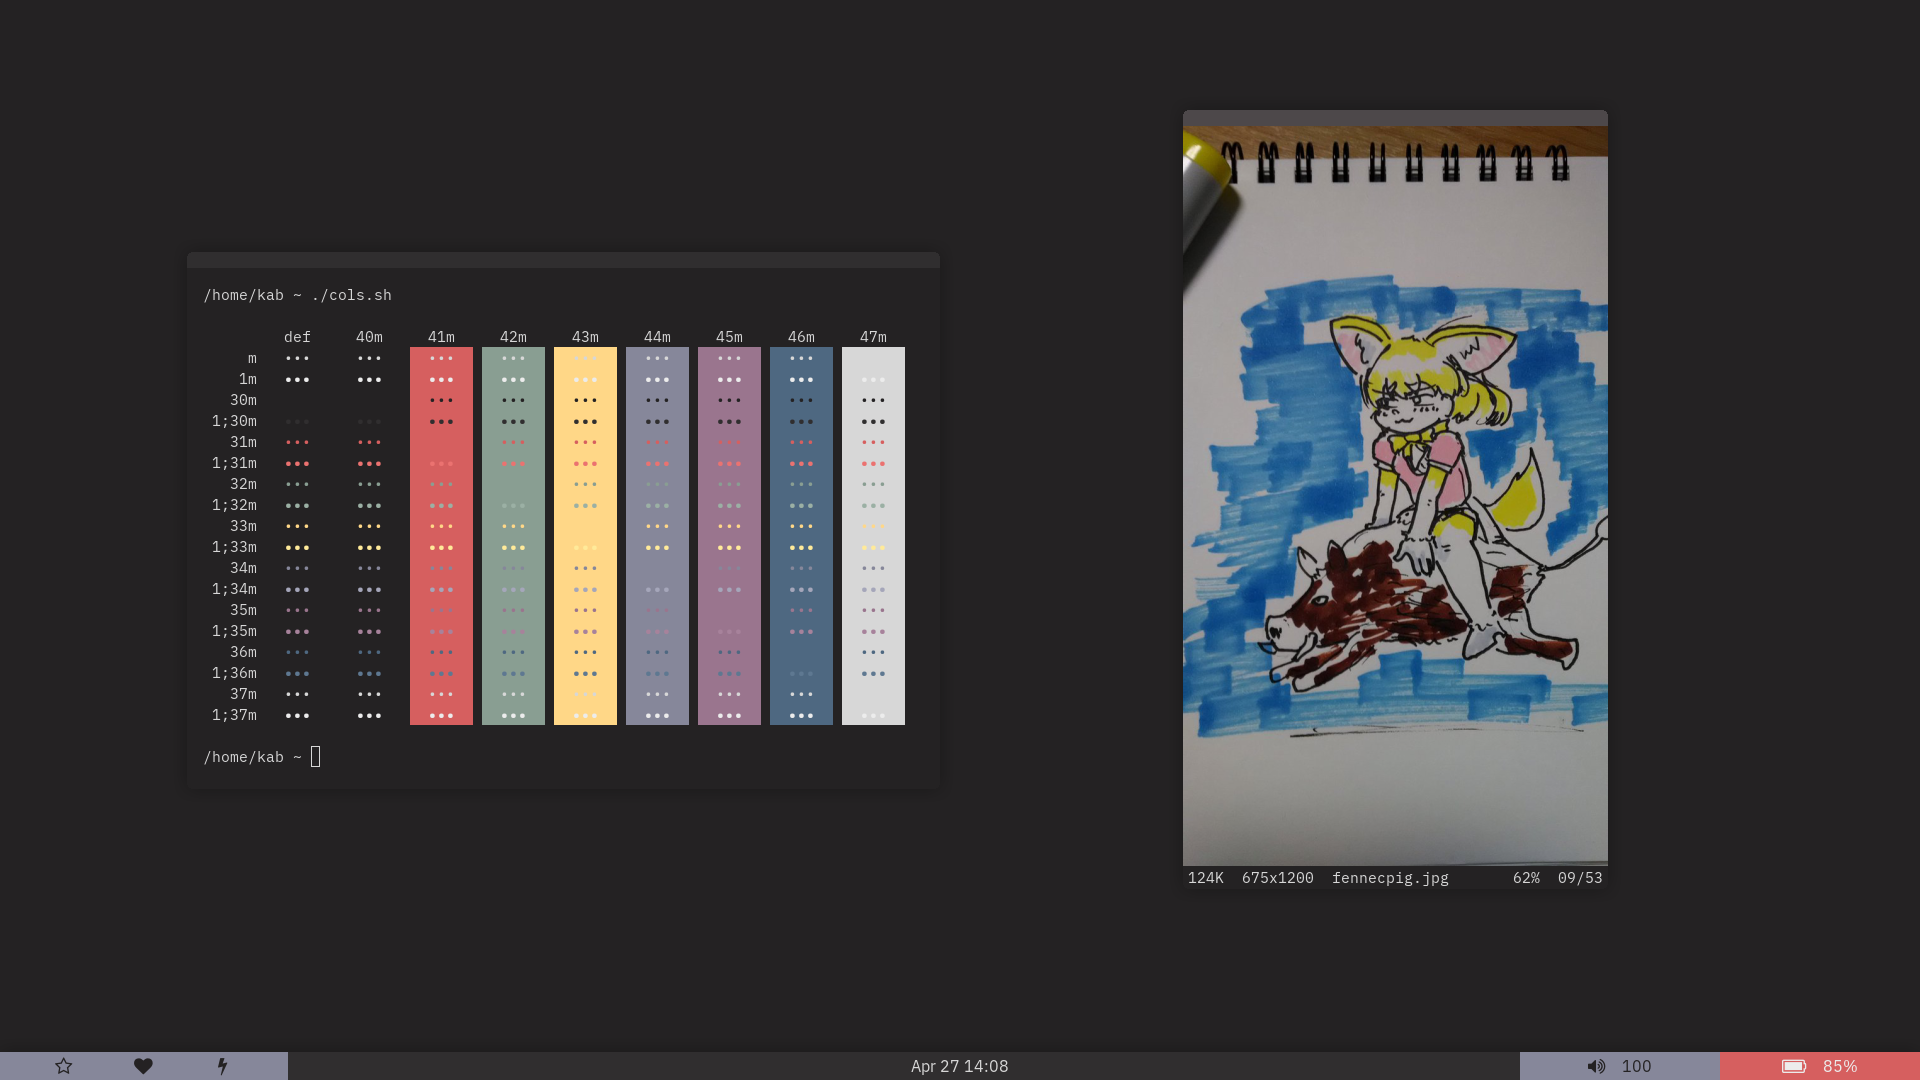 /home/kab ~ ./cols.sh
def 40m 41m 42m 43m 44m 45m 46m 47m
m ••• ••• ••• ••• ••• ••• ••• •••
1m ••• ••• ••• ••• ••• ••• ••• ••• •••
30m ••• ••• ••• ••• ••• ••• •••
1;30m ••• ••• ••• ••• ••• ••• ••• ••• •••
31m ••• ••• ••• ••• ••• ••• ••• •••
1;31m ••• ••• ••• ••• ••• ••• ••• ••• •••
32m ••• ••• ••• ••• ••• ••• ••• •••
1;32m ••• ••• ••• ••• ••• ••• ••• ••• •••
33m ••• ••• ••• ••• ••• ••• ••• •••
1;33m ••• ••• ••• ••• ••• ••• ••• ••• •••
34m ••• ••• ••• ••• ••• ••• ••• •••
1;34m ••• ••• ••• ••• ••• ••• ••• ••• •••
35m ••• ••• ••• ••• ••• ••• ••• •••
1;35m ••• ••• ••• ••• ••• ••• ••• ••• •••
36m ••• ••• ••• ••• ••• ••• ••• •••
1;36m ••• ••• ••• ••• ••• ••• ••• ••• •••
37m ••• ••• ••• ••• ••• ••• ••• •••
1;37m ••• ••• ••• ••• ••• ••• ••• ••• •••
/home/kab ~
124K 675x1200 fennecpig.jpg 62% 09/53
Apr 27 14:08
100
85%